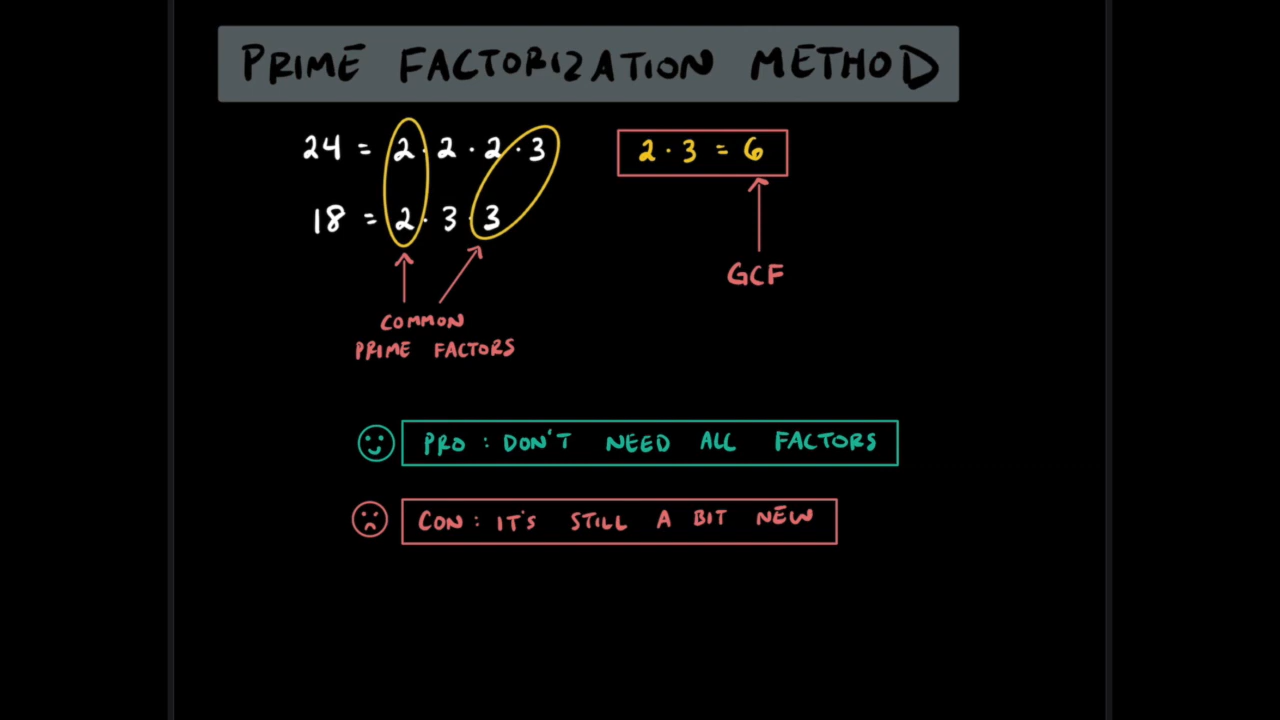 PRIME FACTORIZATION METHOD
24 = 2 · 2 · 2 · 3
2 · 3 = 6
18 = 2 · 3 · 3
GCF
COMMON
PRIME FACTORS
PRO : DON'T NEED ALL FACTORS
CON : IT'S STILL A BIT NEW